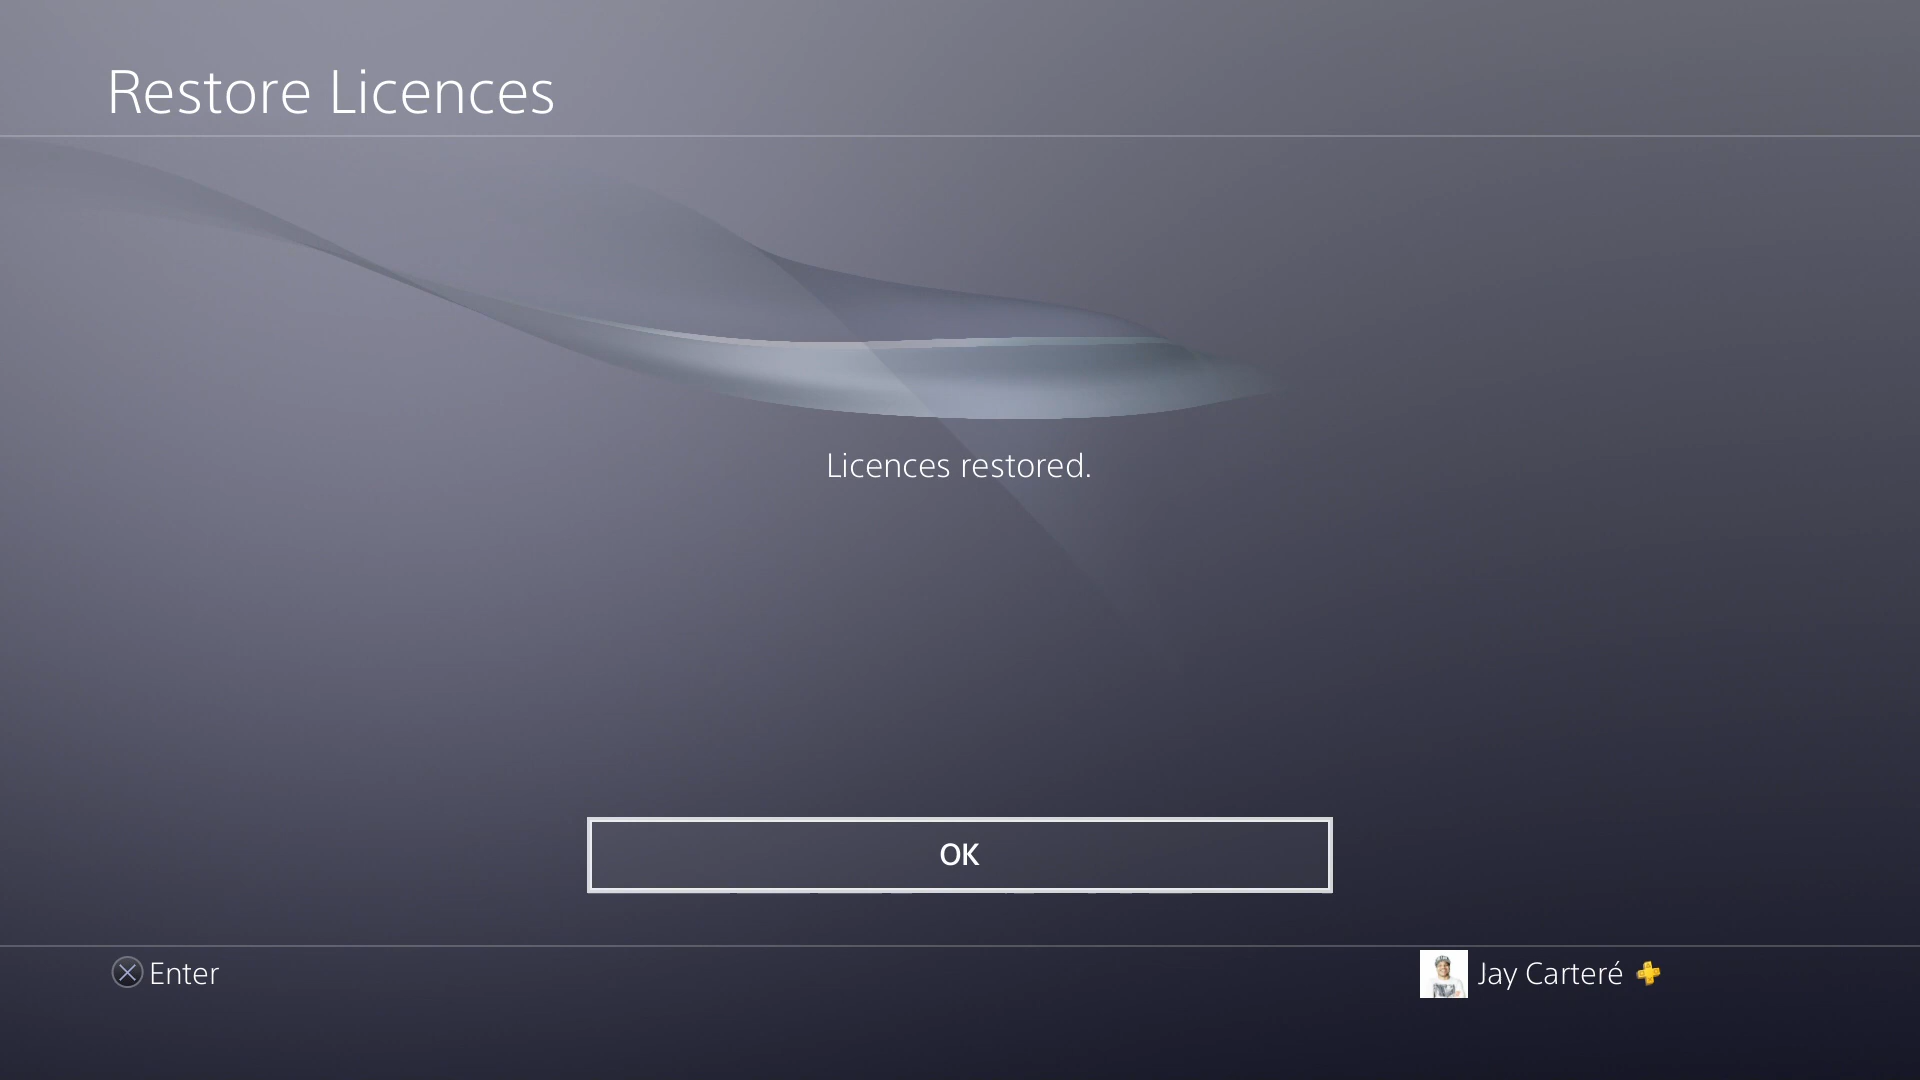 Restore Licences
Licences restored.
OK
Enter
Jay Carteré